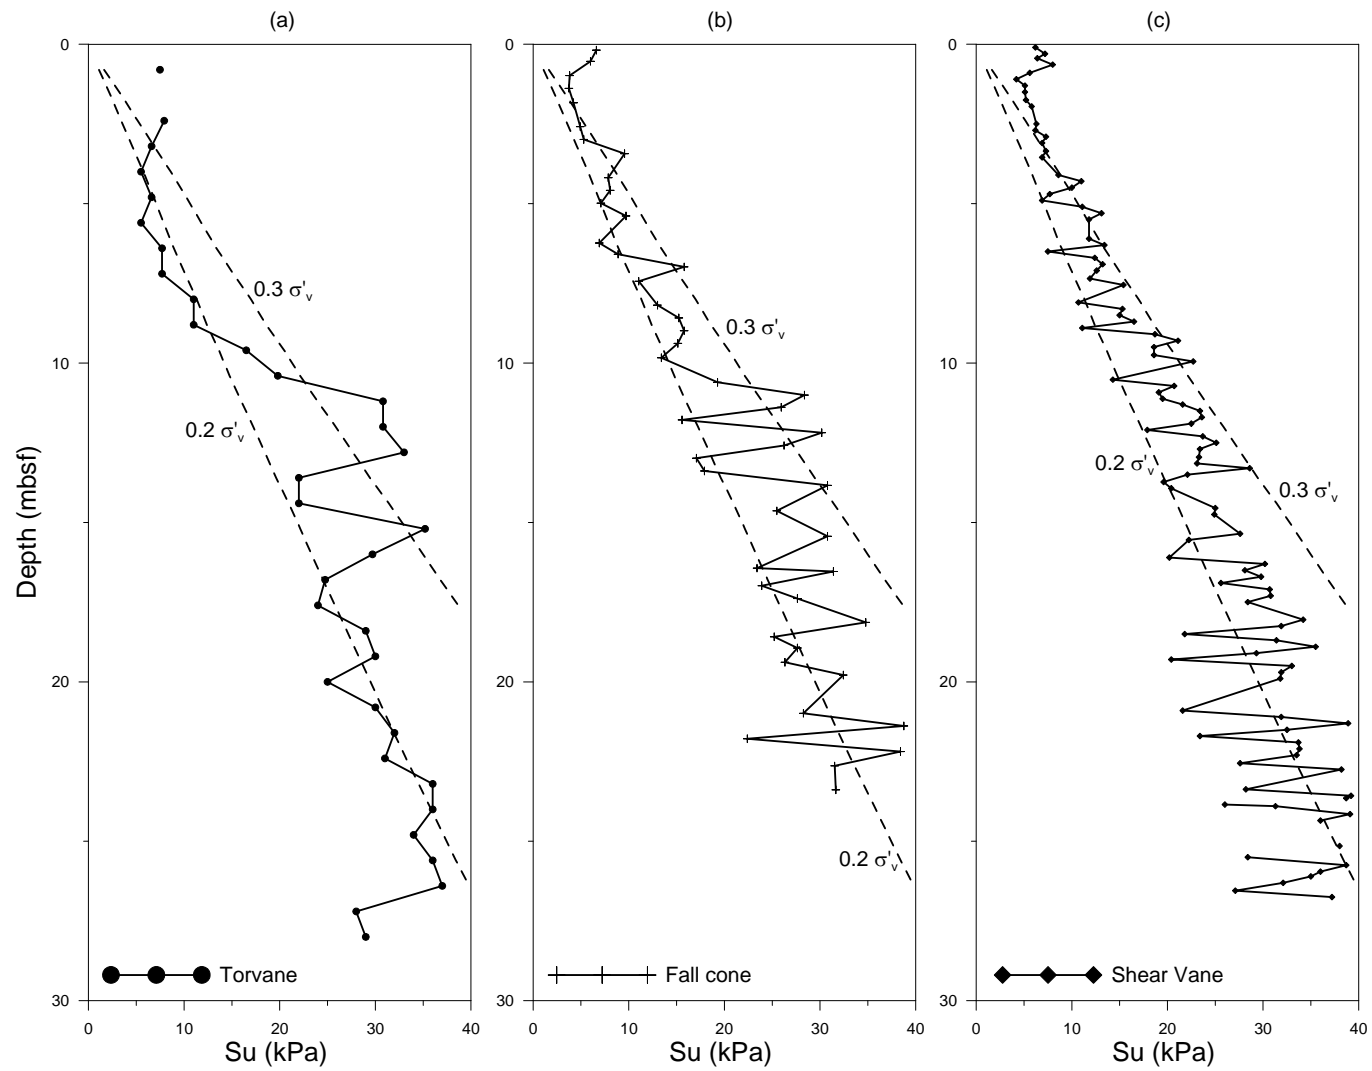 (a)
(b)
(c)
0
0
0
0.3 σ'v
0.3 σ'v
10
10
10
0.2 σ'v
0.2 σ'v
0.3 σ'v
Depth (mbsf)
20
20
20
0.2 σ'v
Torvane
Fall cone
Shear Vane
30
30
30
0 10 20 30 40
0 10 20 30 40
0 10 20 30 40
Su (kPa)
Su (kPa)
Su (kPa)